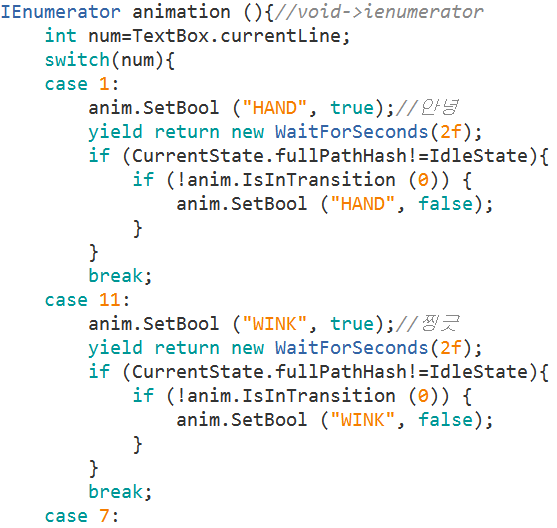 IEnumerator animation (){//void->ienumerator
    int num=TextBox.currentLine;
    switch(num){
    case 1:
        anim.SetBool ("HAND", true);//안녕
        yield return new WaitForSeconds(2f);
        if (CurrentState.fullPathHash!=IdleState){
            if (!anim.IsInTransition (0)) {
                anim.SetBool ("HAND", false);
            }
        }
        break;
    case 11:
        anim.SetBool ("WINK", true);//찡긋
        yield return new WaitForSeconds(2f);
        if (CurrentState.fullPathHash!=IdleState){
            if (!anim.IsInTransition (0)) {
                anim.SetBool ("WINK", false);
            }
        }
        break;
    case 7: